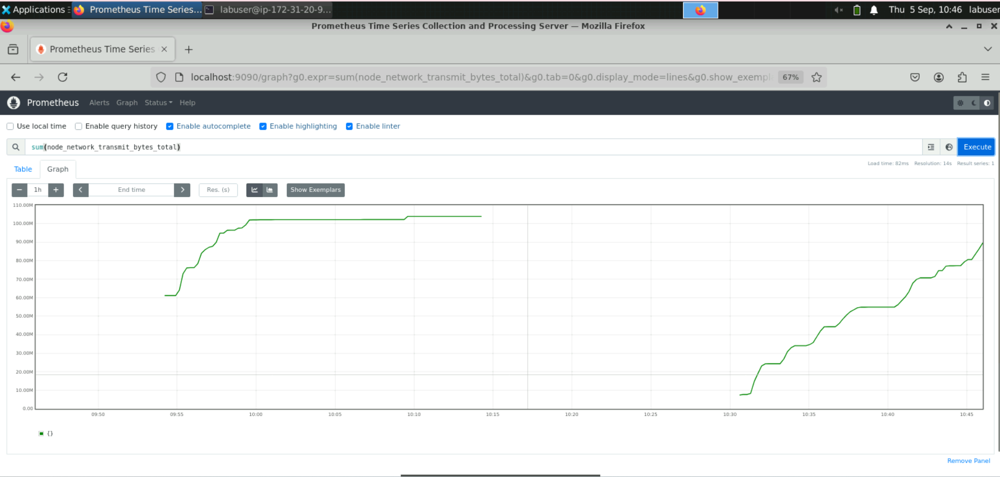 Applications Prometheus Time Series... labuser@ip-172-31-20-9... Thu 5 Sep, 10:46 labuser
Prometheus Time Series Collection and Processing Server — Mozilla Firefox
Prometheus Time Series
localhost:9090/graph?g0.expr=sum(node_network_transmit_bytes_total)&g0.tab=0&g0.display_mode=lines&g0.show_exempl 67%
Prometheus Alerts Graph Status Help
Use local time Enable query history Enable autocomplete Enable highlighting Enable linter
sum(node_network_transmit_bytes_total) Execute
Load time: 82ms Resolution: 14s Result series: 1
Table Graph
− 1h + End time Res. (s) Show Exemplars
110.00M
100.00M
90.00M
80.00M
70.00M
60.00M
50.00M
40.00M
30.00M
20.00M
10.00M
0.00
09:50 09:55 10:00 10:05 10:10 10:15 10:20 10:25 10:30 10:35 10:40 10:45
{}
Remove Panel